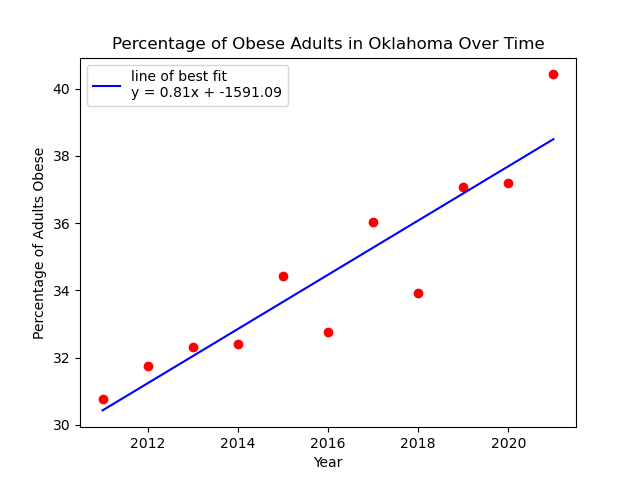 Percentage of Obese Adults in Oklahoma Over Time
line of best fit
y = 0.81x + -1591.09
40
38
36
34
32
30
Percentage of Adults Obese
2012 2014 2016 2018 2020
Year